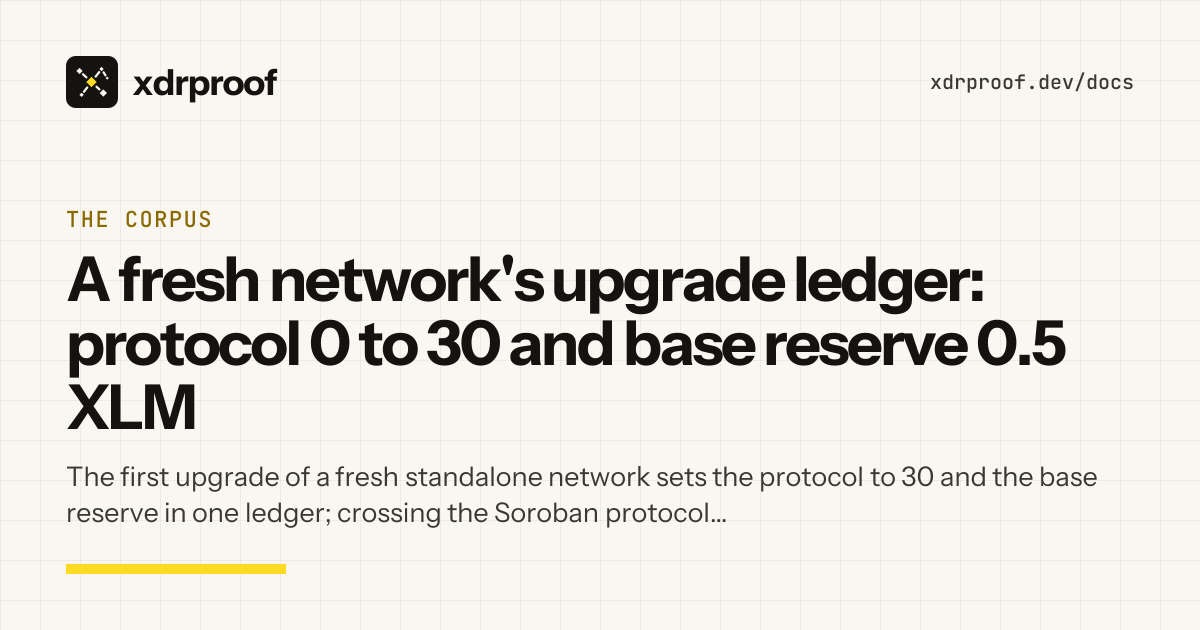 xdrproof
xdrproof.dev/docs
THE CORPUS
A fresh network's upgrade ledger:
protocol 0 to 30 and base reserve 0.5
XLM
The first upgrade of a fresh standalone network sets the protocol to 30 and the base
reserve in one ledger; crossing the Soroban protocol...